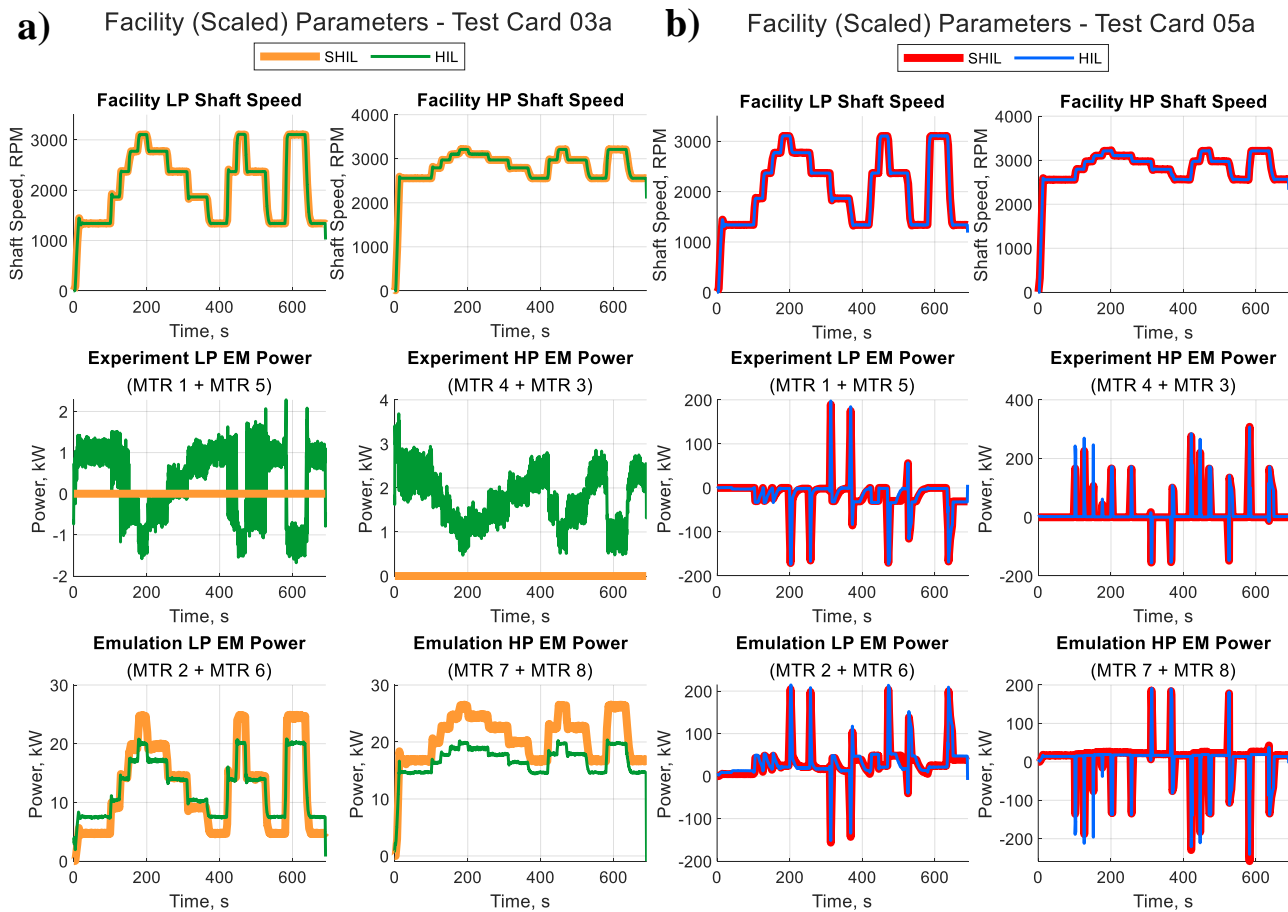 a)
Facility (Scaled) Parameters - Test Card 03a
SHIL HIL
Facility LP Shaft Speed
Shaft Speed, RPM
3000
2000
1000
0
0 200 400 600
Time, s
Facility HP Shaft Speed
Shaft Speed, RPM
4000
3000
2000
1000
0
0 200 400 600
Time, s
Experiment LP EM Power
(MTR 1 + MTR 5)
Power, kW
2
1
0
-1
-2
0 200 400 600
Time, s
Experiment HP EM Power
(MTR 4 + MTR 3)
Power, kW
4
3
2
1
0
0 200 400 600
Time, s
Emulation LP EM Power
(MTR 2 + MTR 6)
Power, kW
30
20
10
0
0 200 400 600
Time, s
Emulation HP EM Power
(MTR 7 + MTR 8)
Power, kW
30
20
10
0
0 200 400 600
Time, s
b)
Facility (Scaled) Parameters - Test Card 05a
SHIL HIL
Facility LP Shaft Speed
Shaft Speed, RPM
3000
2000
1000
0
0 200 400 600
Time, s
Facility HP Shaft Speed
Shaft Speed, RPM
4000
3000
2000
1000
0
0 200 400 600
Time, s
Experiment LP EM Power
(MTR 1 + MTR 5)
Power, kW
200
100
0
-100
-200
0 200 400 600
Time, s
Experiment HP EM Power
(MTR 4 + MTR 3)
Power, kW
400
200
0
-200
0 200 400 600
Time, s
Emulation LP EM Power
(MTR 2 + MTR 6)
Power, kW
200
100
0
-100
-200
0 200 400 600
Time, s
Emulation HP EM Power
(MTR 7 + MTR 8)
Power, kW
200
100
0
-100
-200
0 200 400 600
Time, s